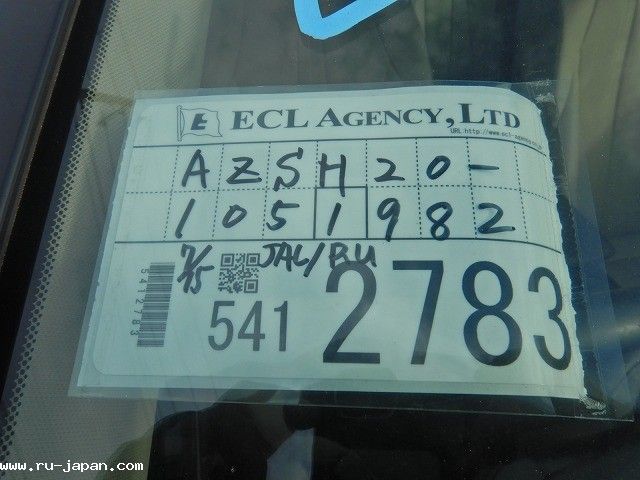 E ECL AGENCY, LTD
URL.http://www.ecl-agency
AZSH20-
1051982
7/15 JAL/RU
5412783
541 2783
www.ru-japan.com